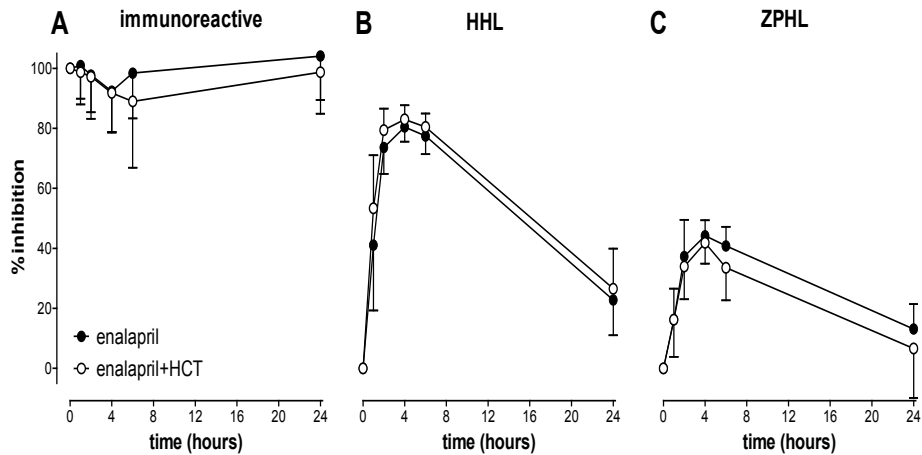 A immunoreactive B HHL C ZPHL
100
80
60
40
20
0
% inhibition
enalapril
enalapril+HCT
0 4 8 12 16 20 24
time (hours)
0 4 8 12 16 20 24
time (hours)
0 4 8 12 16 20 24
time (hours)